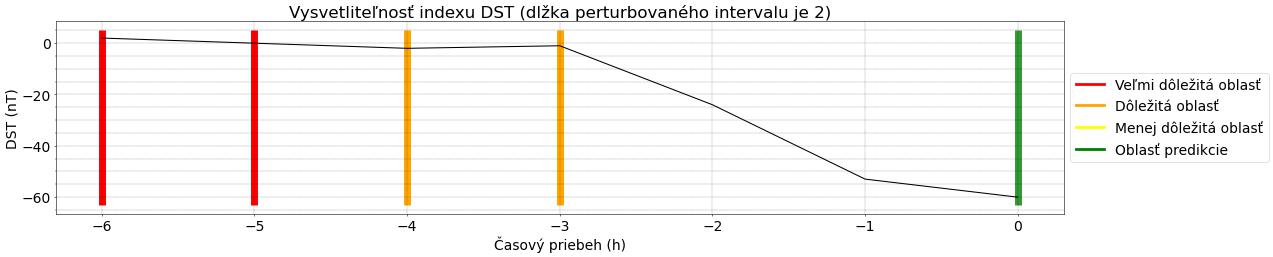 Vysvetliteľnosť indexu DST (dĺžka perturbovaného intervalu je 2)
DST (nT)
0
−20
−40
−60
−6 −5 −4 −3 −2 −1 0
Časový priebeh (h)
Veľmi dôležitá oblasť
Dôležitá oblasť
Menej dôležitá oblasť
Oblasť predikcie